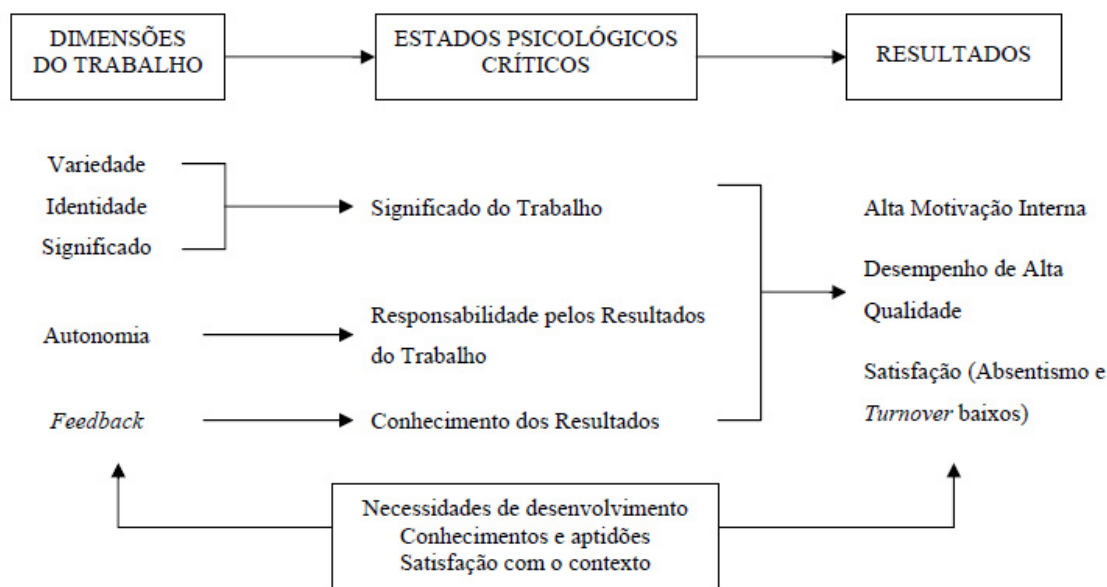 DIMENSÕES
DO TRABALHO
ESTADOS PSICOLÓGICOS
CRÍTICOS
RESULTADOS
Variedade
Identidade
Significado
Significado do Trabalho
Alta Motivação Interna
Desempenho de Alta
Qualidade
Autonomia
Responsabilidade pelos Resultados
do Trabalho
Satisfação (Absentismo e
Turnover baixos)
Feedback
Conhecimento dos Resultados
Necessidades de desenvolvimento
Conhecimentos e aptidões
Satisfação com o contexto